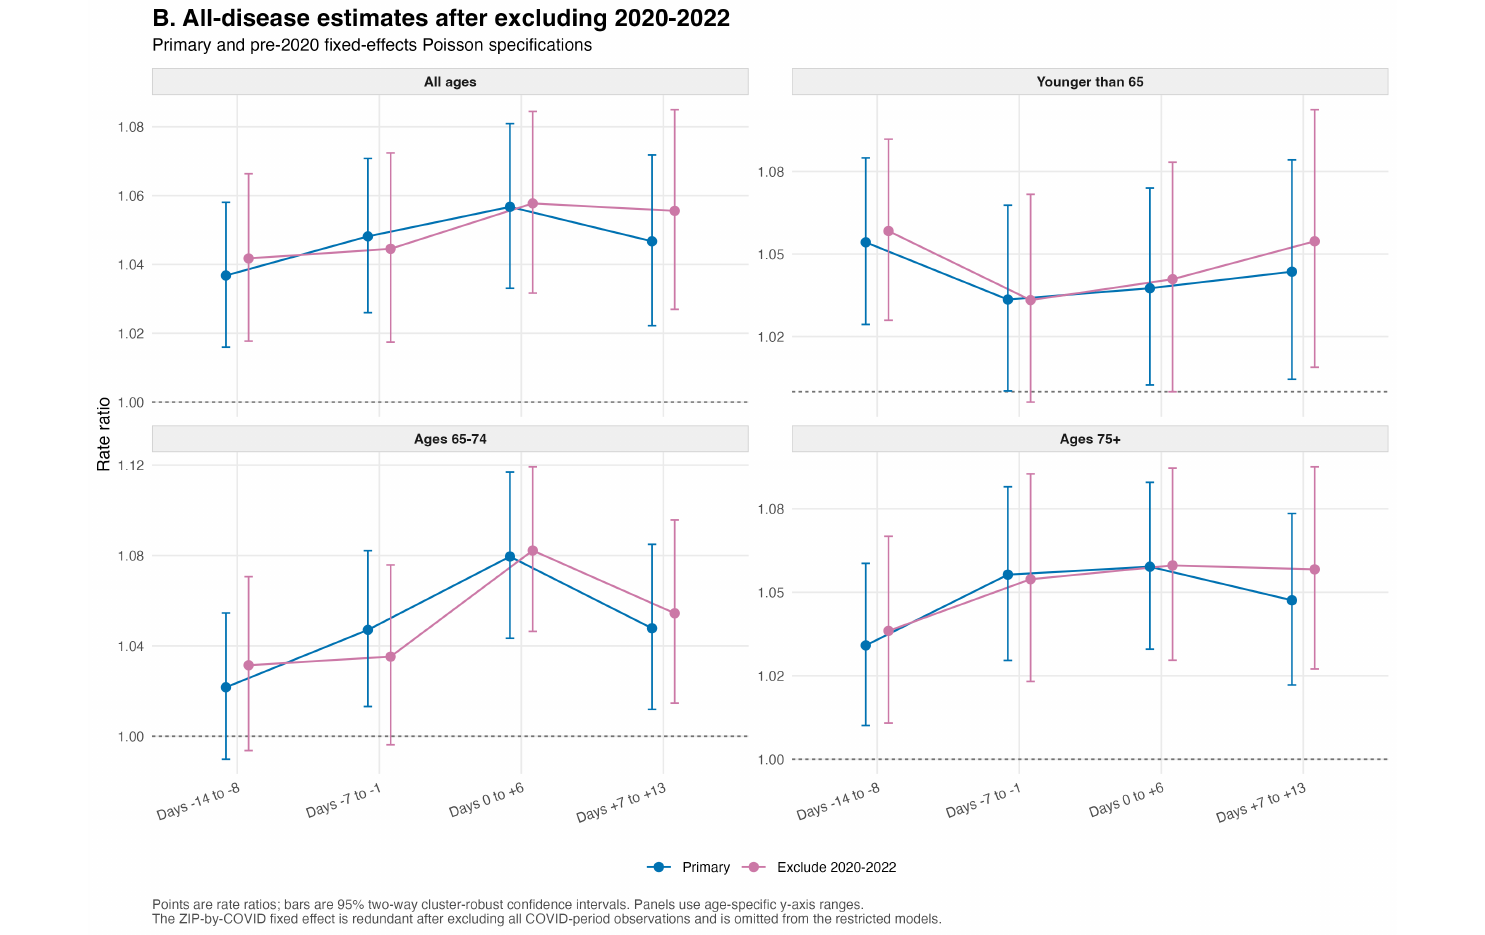 B. All-disease estimates after excluding 2020-2022
Primary and pre-2020 fixed-effects Poisson specifications
All ages
Younger than 65
1.08
1.06
1.04
1.02
1.00
1.08
1.05
1.02
Rate ratio
Ages 65-74
Ages 75+
1.12
1.08
1.04
1.00
1.08
1.05
1.02
1.00
Days -14 to -8
Days -7 to -1
Days 0 to +6
Days +7 to +13
Days -14 to -8
Days -7 to -1
Days 0 to +6
Days +7 to +13
Primary
Exclude 2020-2022
Points are rate ratios; bars are 95% two-way cluster-robust confidence intervals. Panels use age-specific y-axis ranges.
The ZIP-by-COVID fixed effect is redundant after excluding all COVID-period observations and is omitted from the restricted models.